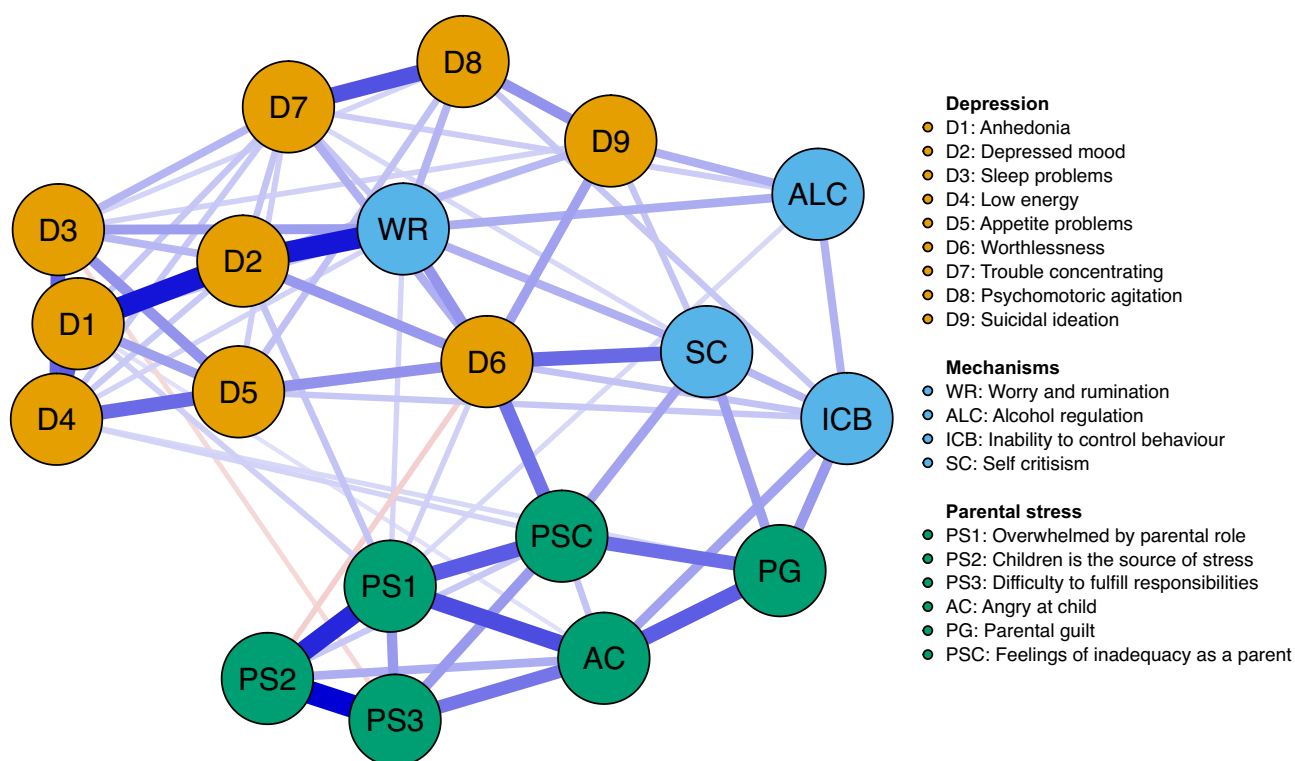 D8
D7
D9
ALC
D3
WR
D2
D1
SC
D6
D5
D4
ICB
PSC
PG
PS1
AC
PS2
PS3
Depression
D1: Anhedonia
D2: Depressed mood
D3: Sleep problems
D4: Low energy
D5: Appetite problems
D6: Worthlessness
D7: Trouble concentrating
D8: Psychomotoric agitation
D9: Suicidal ideation
Mechanisms
WR: Worry and rumination
ALC: Alcohol regulation
ICB: Inability to control behaviour
SC: Self critisism
Parental stress
PS1: Overwhelmed by parental role
PS2: Children is the source of stress
PS3: Difficulty to fulfill responsibilities
AC: Angry at child
PG: Parental guilt
PSC: Feelings of inadequacy as a parent